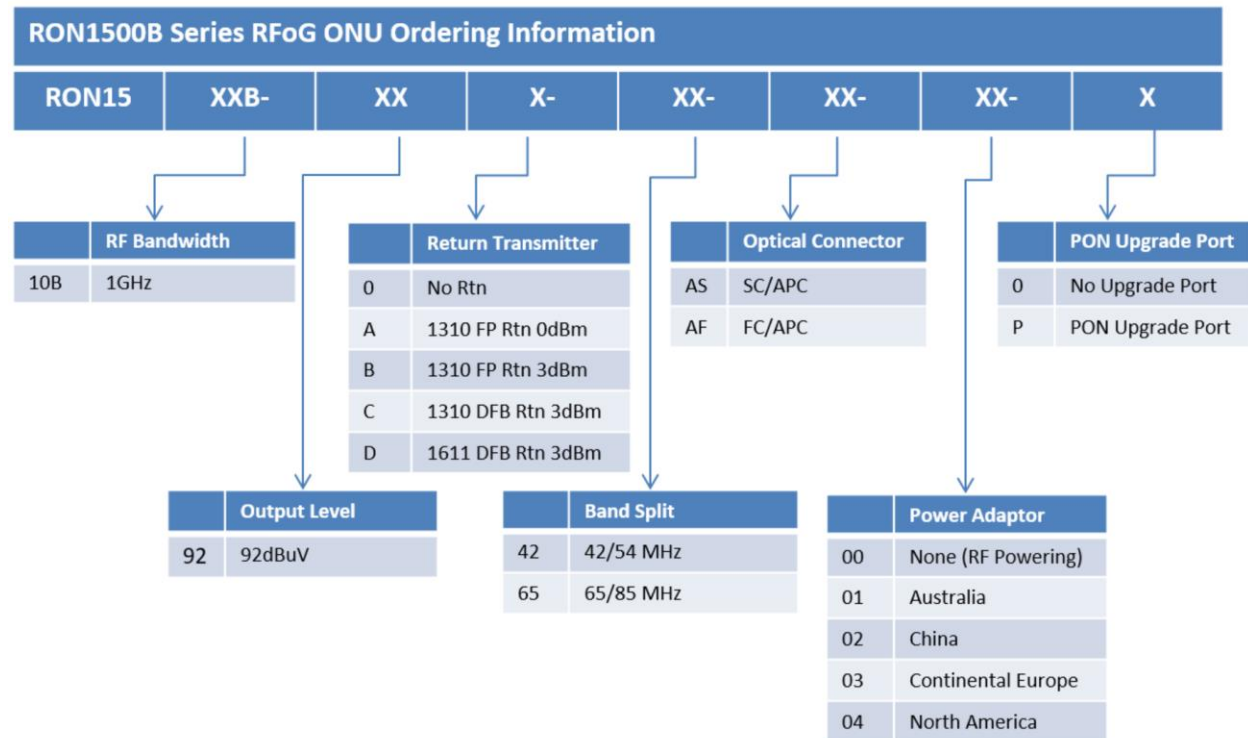 RON1500B Series RFoG ONU Ordering Information
RON15 XXB- XX X- XX- XX- XX- X
RF Bandwidth
10B 1GHz
Return Transmitter
0 No Rtn
A 1310 FP Rtn 0dBm
B 1310 FP Rtn 3dBm
C 1310 DFB Rtn 3dBm
D 1611 DFB Rtn 3dBm
Optical Connector
AS SC/APC
AF FC/APC
PON Upgrade Port
0 No Upgrade Port
P PON Upgrade Port
Output Level
92 92dBuV
Band Split
42 42/54 MHz
65 65/85 MHz
Power Adaptor
00 None (RF Powering)
01 Australia
02 China
03 Continental Europe
04 North America